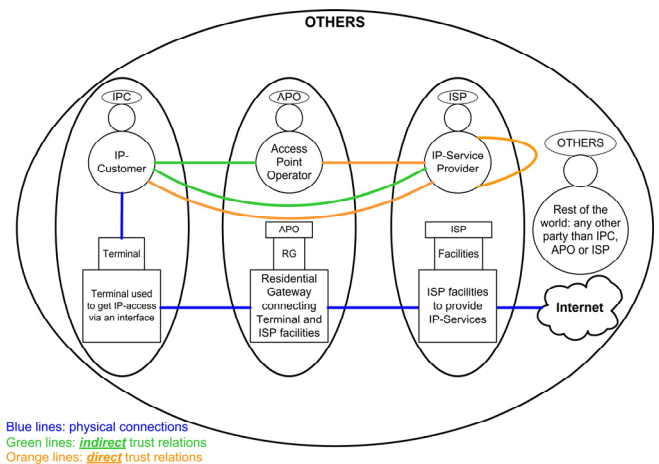 OTHERS
IPC
APO
ISP
IP-
Customer
Access
Point
Operator
IP-Service
Provider
OTHERS
Rest of the
world: any other
party than IPC,
APO or ISP
APO
ISP
Terminal
RG
Facilities
Terminal used
to get IP-access
via an interface
Residential
Gateway
connecting
Terminal and
ISP facilities
ISP facilities
to provide
IP-Services
Internet
Blue lines: physical connections
Green lines: indirect trust relations
Orange lines: direct trust relations